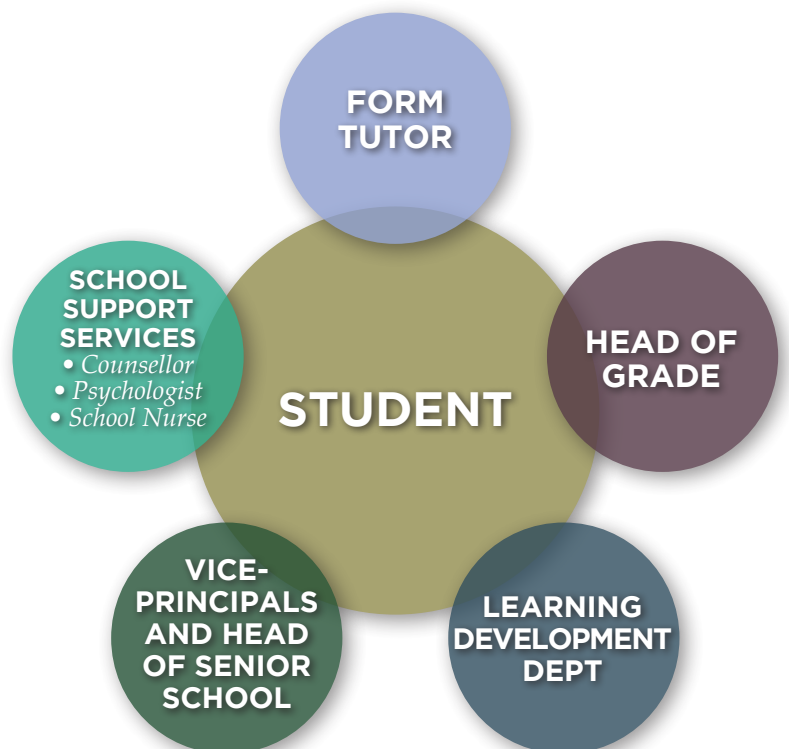 FORM
TUTOR
SCHOOL
SUPPORT
SERVICES
• Counsellor
• Psychologist
• School Nurse
HEAD OF
GRADE
STUDENT
VICE-
PRINCIPALS
AND HEAD
OF SENIOR
SCHOOL
LEARNING
DEVELOPMENT
DEPT